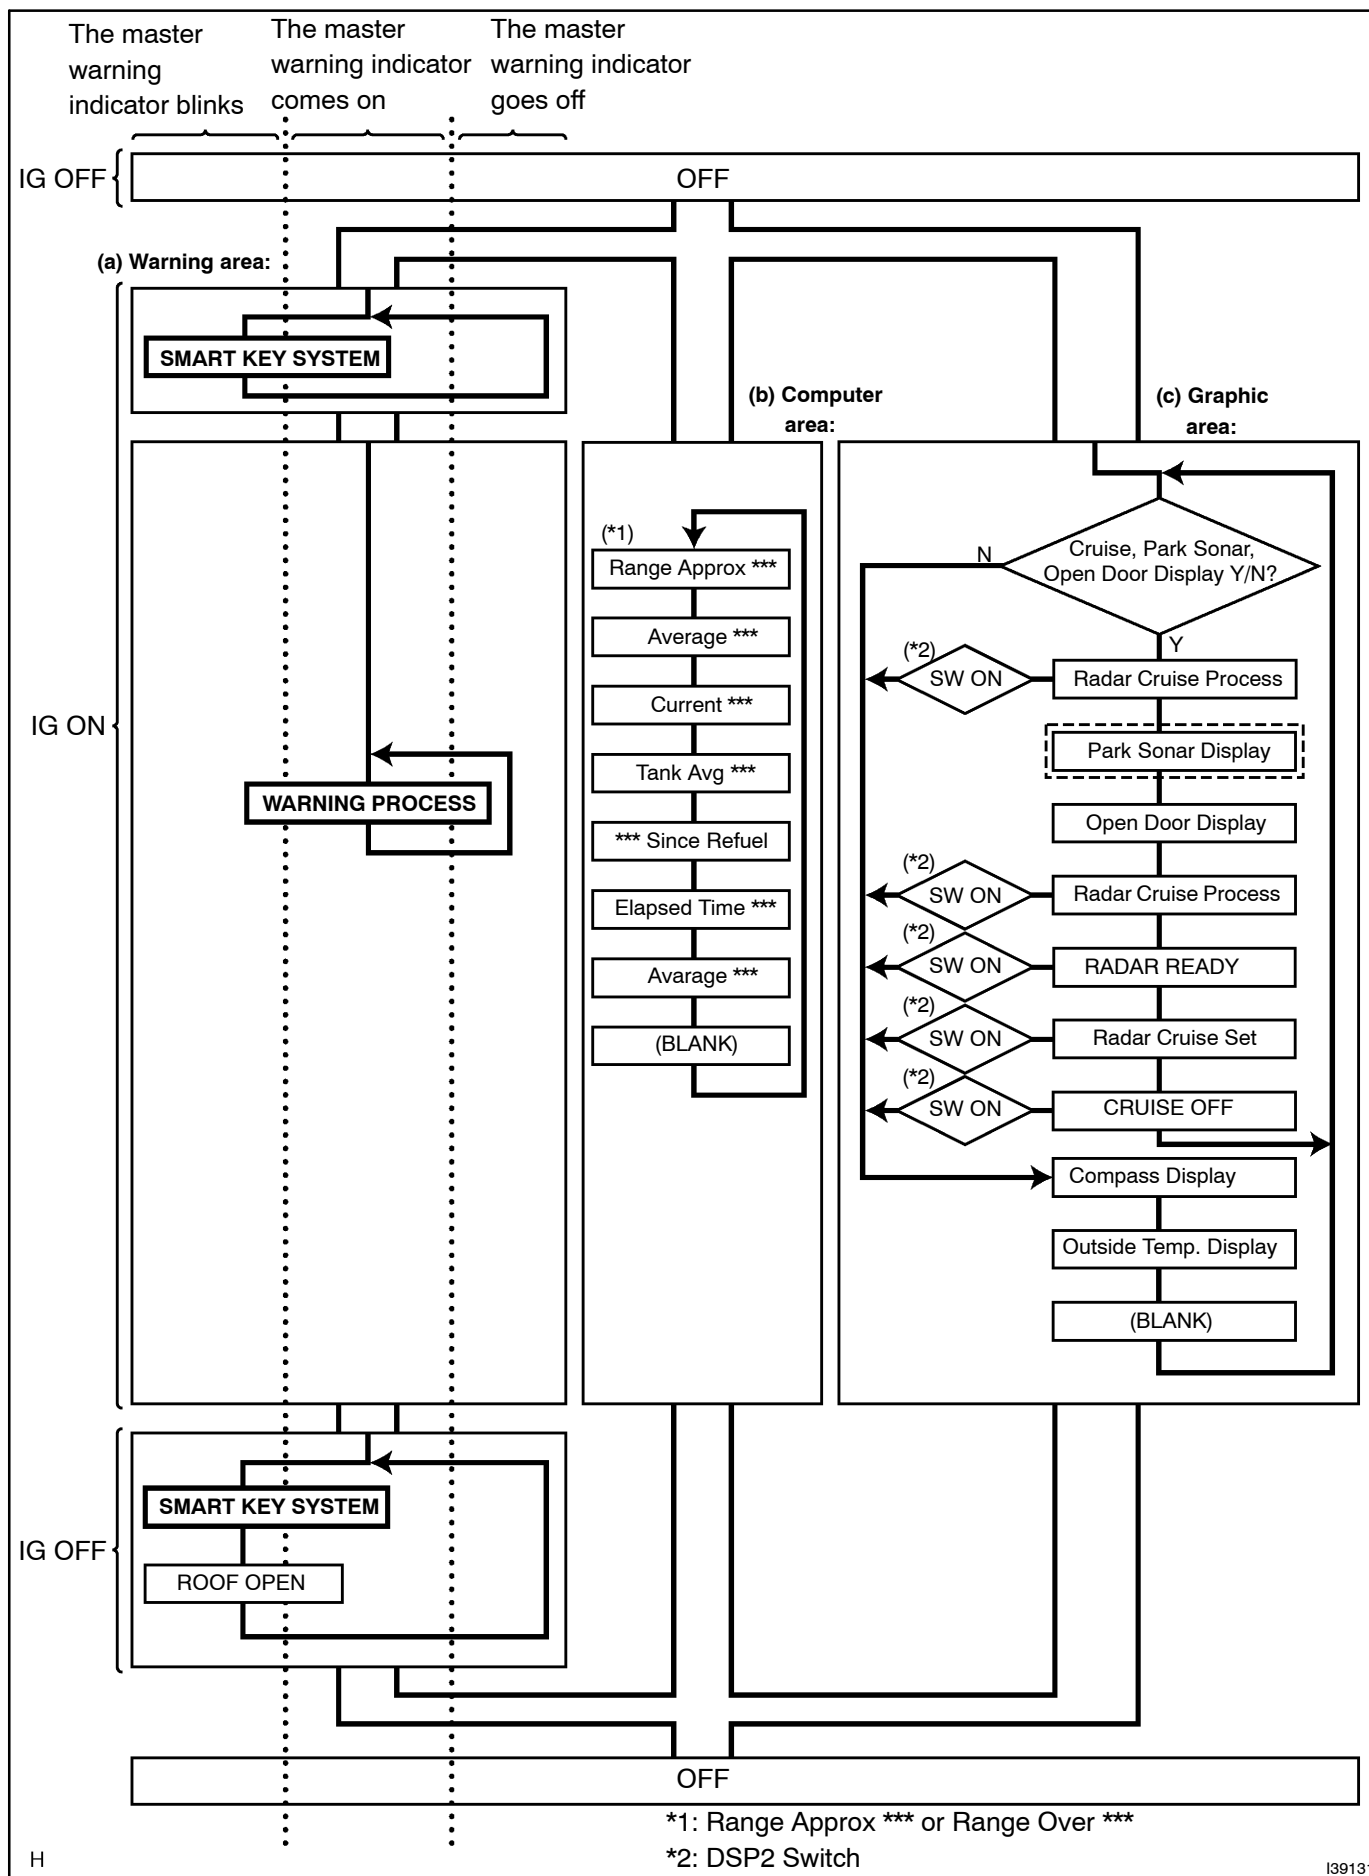 The master
warning
indicator blinks
The master
warning indicator
comes on
The master
warning indicator
goes off
IG OFF
OFF
(a) Warning area:
SMART KEY SYSTEM
IG ON
WARNING PROCESS
(b) Computer
area:
(*1)
Range Approx ***
Average ***
Current ***
Tank Avg ***
*** Since Refuel
Elapsed Time ***
Avarage ***
(BLANK)
(c) Graphic
area:
Cruise, Park Sonar,
Open Door Display Y/N?
N
Y
(*2)
SW ON
Radar Cruise Process
Park Sonar Display
Open Door Display
(*2)
SW ON
Radar Cruise Process
(*2)
SW ON
RADAR READY
(*2)
SW ON
Radar Cruise Set
(*2)
SW ON
CRUISE OFF
Compass Display
Outside Temp. Display
(BLANK)
IG OFF
SMART KEY SYSTEM
ROOF OPEN
OFF
*1: Range Approx *** or Range Over ***
*2: DSP2 Switch
H